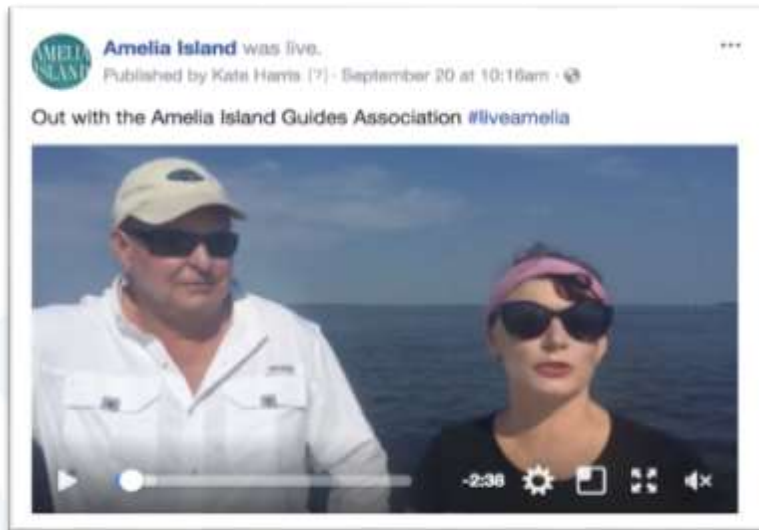 AMELIA
ISLAND
Amelia Island was live.
Published by Kate Harris [?] · September 20 at 10:16am ·
Out with the Amelia Island Guides Association #liveamelia
-2:38